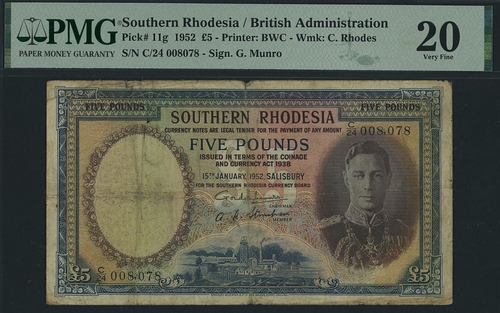 PMG
PAPER MONEY GUARANTY
Southern Rhodesia / British Administration
Pick# 11g 1952 £5 - Printer: BWC - Wmk: C. Rhodes
S/N C/24 008078 - Sign. G. Munro
20
Very Fine
FIVE POUNDS
FIVE POUNDS
SOUTHERN RHODESIA
CURRENCY NOTES ARE LEGAL TENDER FOR THE PAYMENT OF ANY AMOUNT
C/24 008,078
FIVE POUNDS
ISSUED IN TERMS OF THE COINAGE
AND CURRENCY ACT 1938
15TH JANUARY, 1952, SALISBURY
FOR THE SOUTHERN RHODESIA CURRENCY BOARD
CHAIRMAN
MEMBER
C/24 008,078
£5
£5